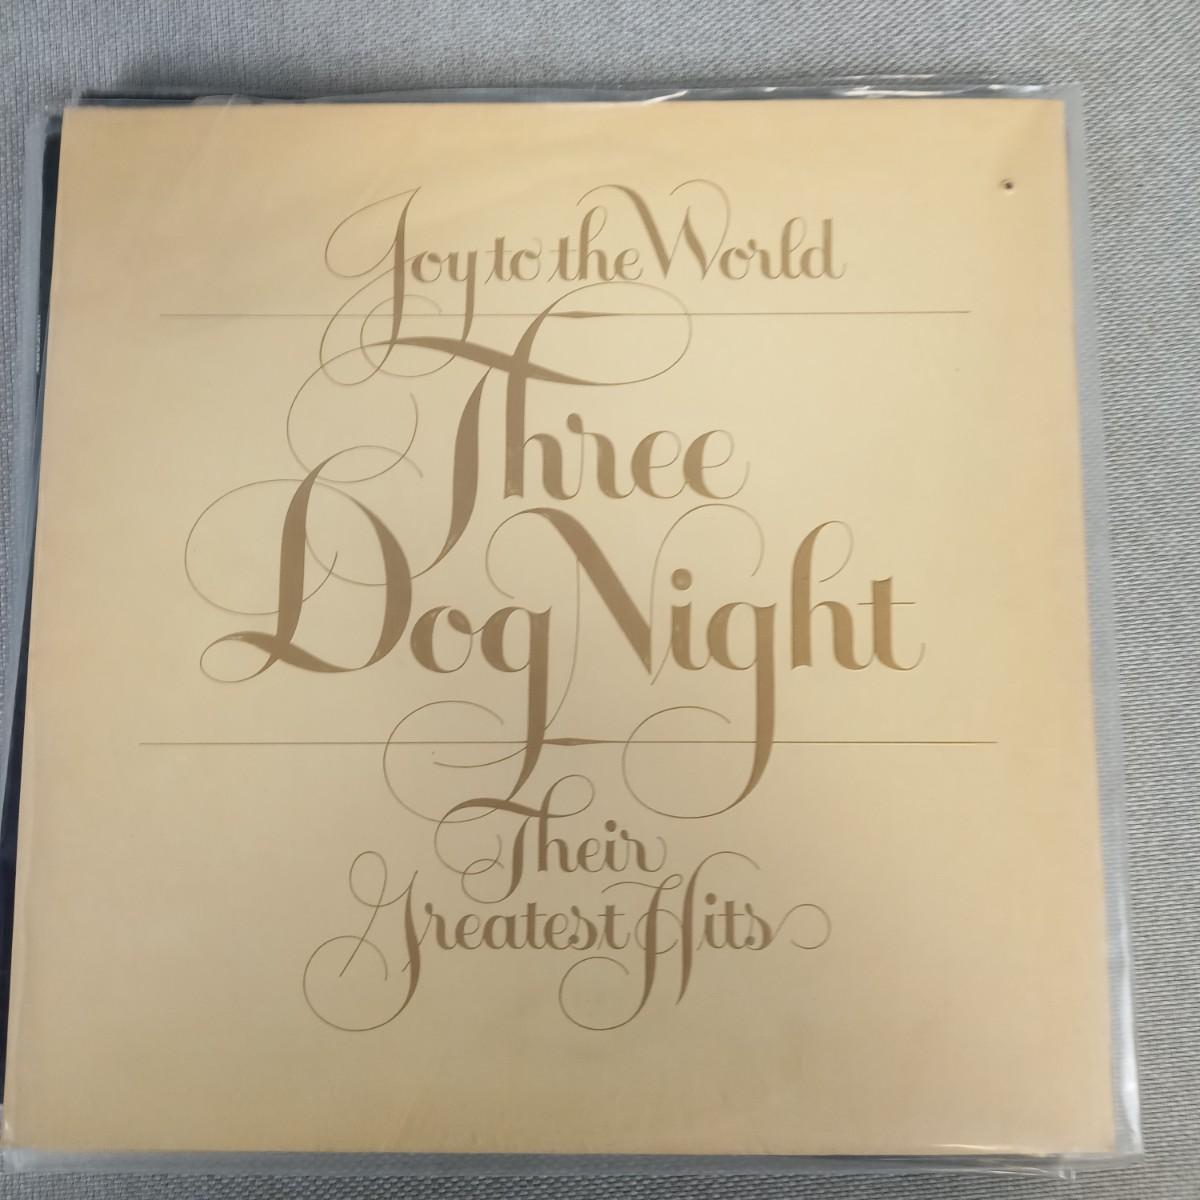 Joy to the World
Three
Dog Night
Their
Greatest Hits